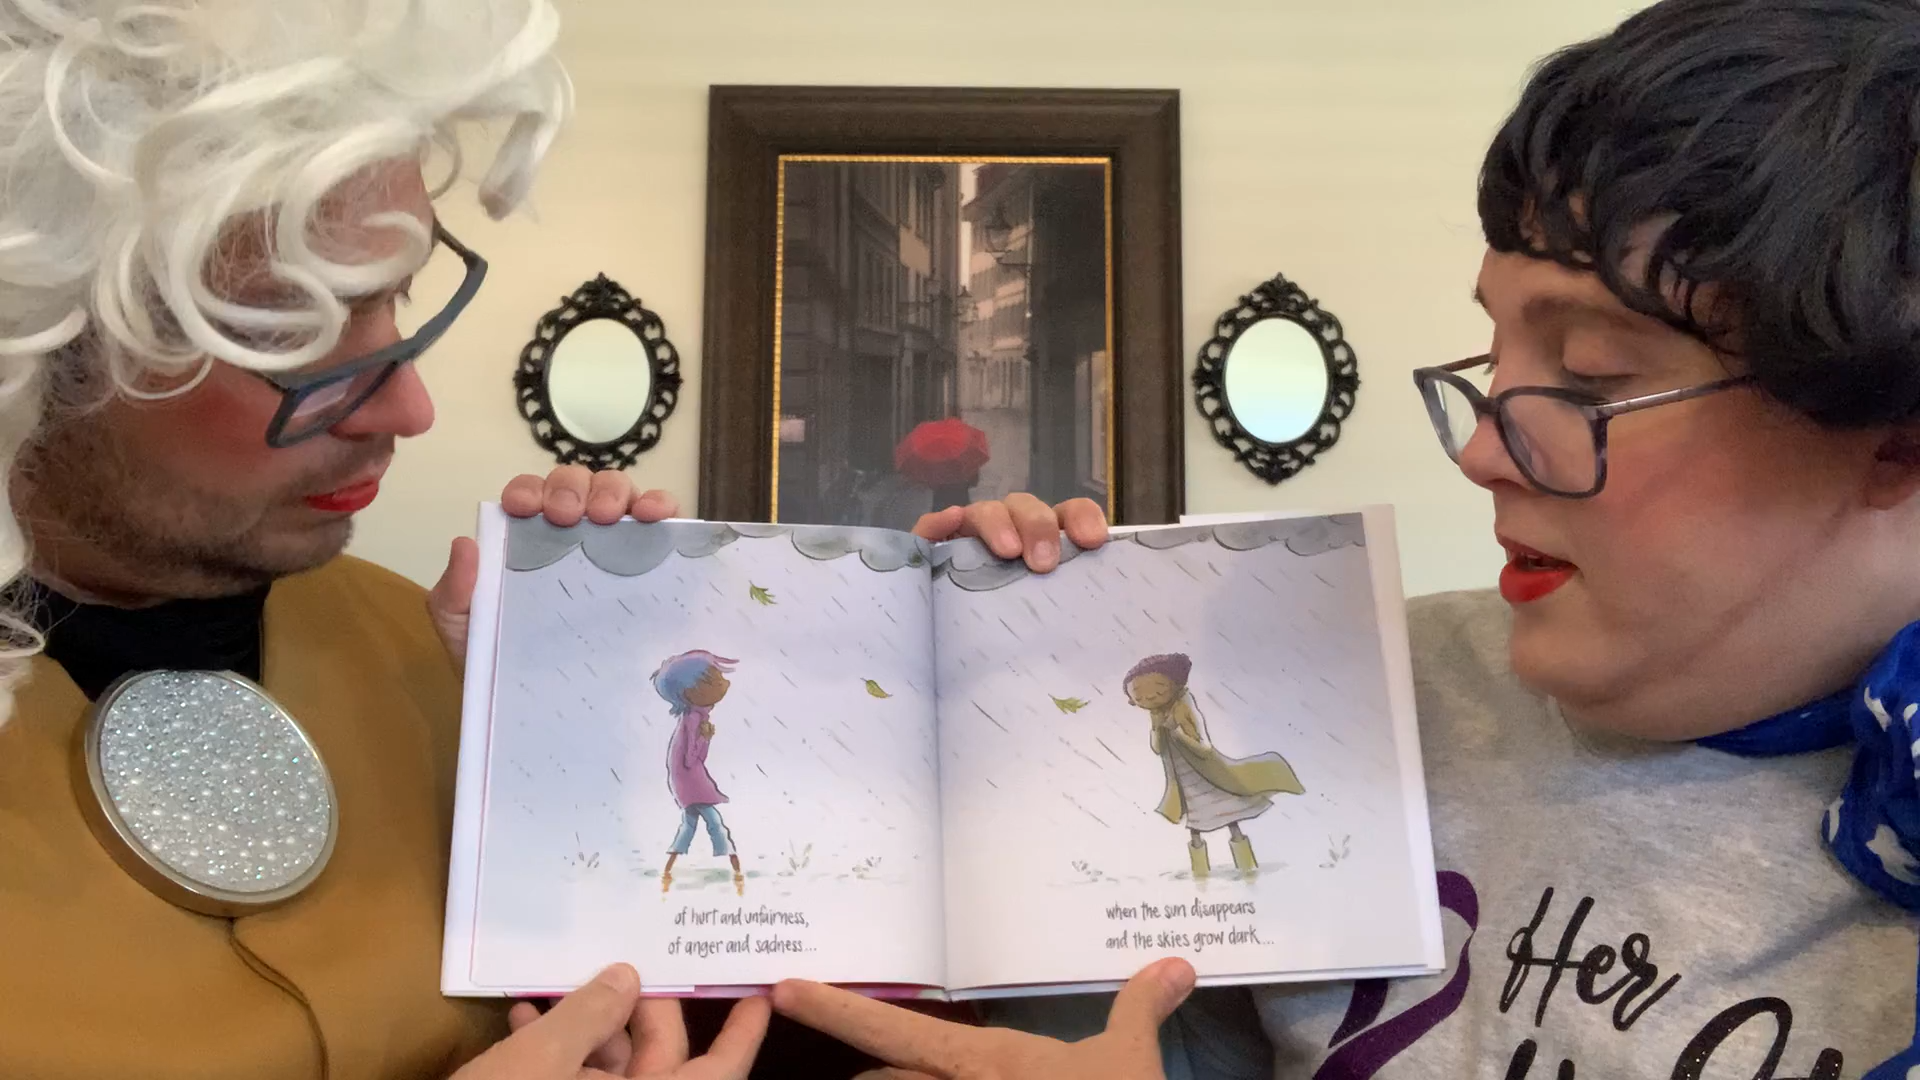 of hurt and unfairness,
of anger and sadness...
when the sun disappears
and the skies grow dark...
Her